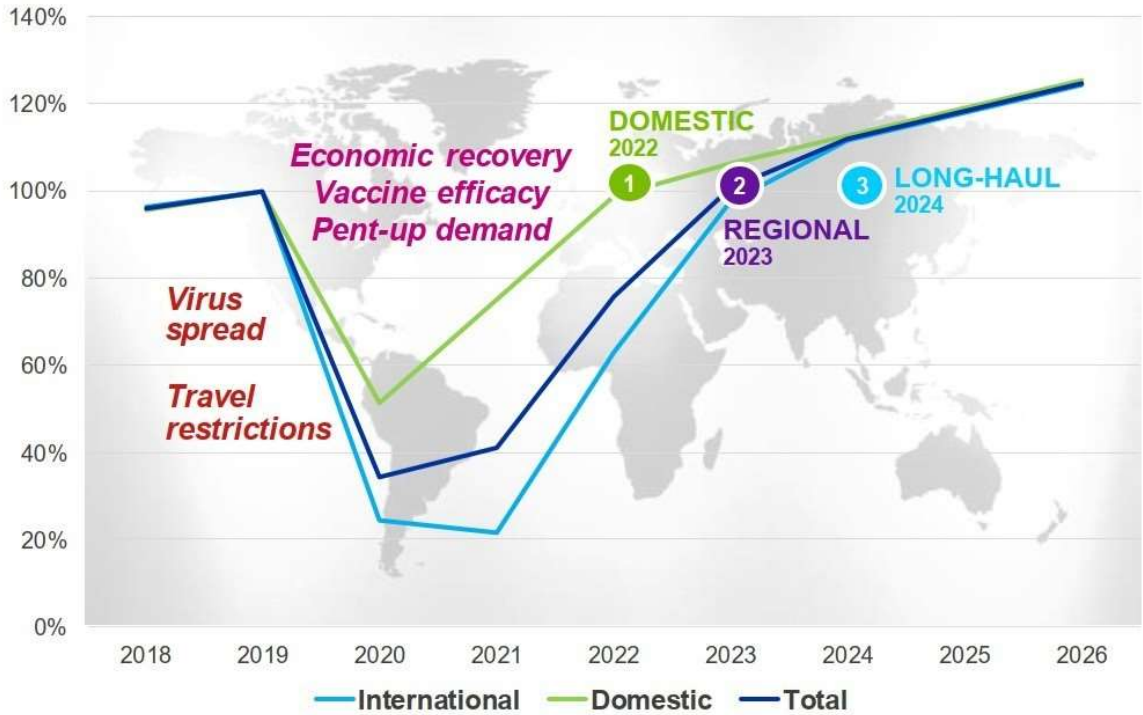 140%
120%
100%
80%
60%
40%
20%
0%
Economic recovery
Vaccine efficacy
Pent-up demand
Virus
spread
Travel
restrictions
DOMESTIC
2022
1
2
REGIONAL
2023
3
LONG-HAUL
2024
2018 2019 2020 2021 2022 2023 2024 2025 2026
International Domestic Total